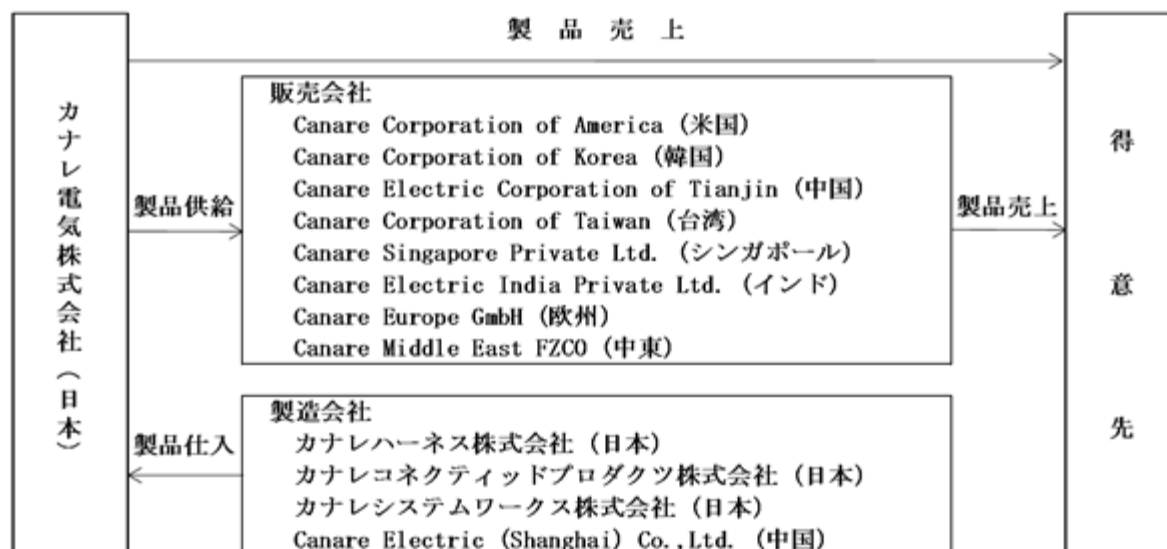 製品売上
カナレ電気株式会社（日本）
製品供給
販売会社
Canare Corporation of America (米国)
Canare Corporation of Korea (韓国)
Canare Electric Corporation of Tianjin (中国)
Canare Corporation of Taiwan (台湾)
Canare Singapore Private Ltd. (シンガポール)
Canare Electric India Private Ltd. (インド)
Canare Europe GmbH (欧州)
Canare Middle East FZCO (中東)
製品売上
得意先
製品仕入
製造会社
カナレハーネス株式会社 (日本)
カナレコネクティッドプロダクツ株式会社 (日本)
カナレシステムワークス株式会社 (日本)
Canare Electric (Shanghai) Co.,Ltd. (中国)